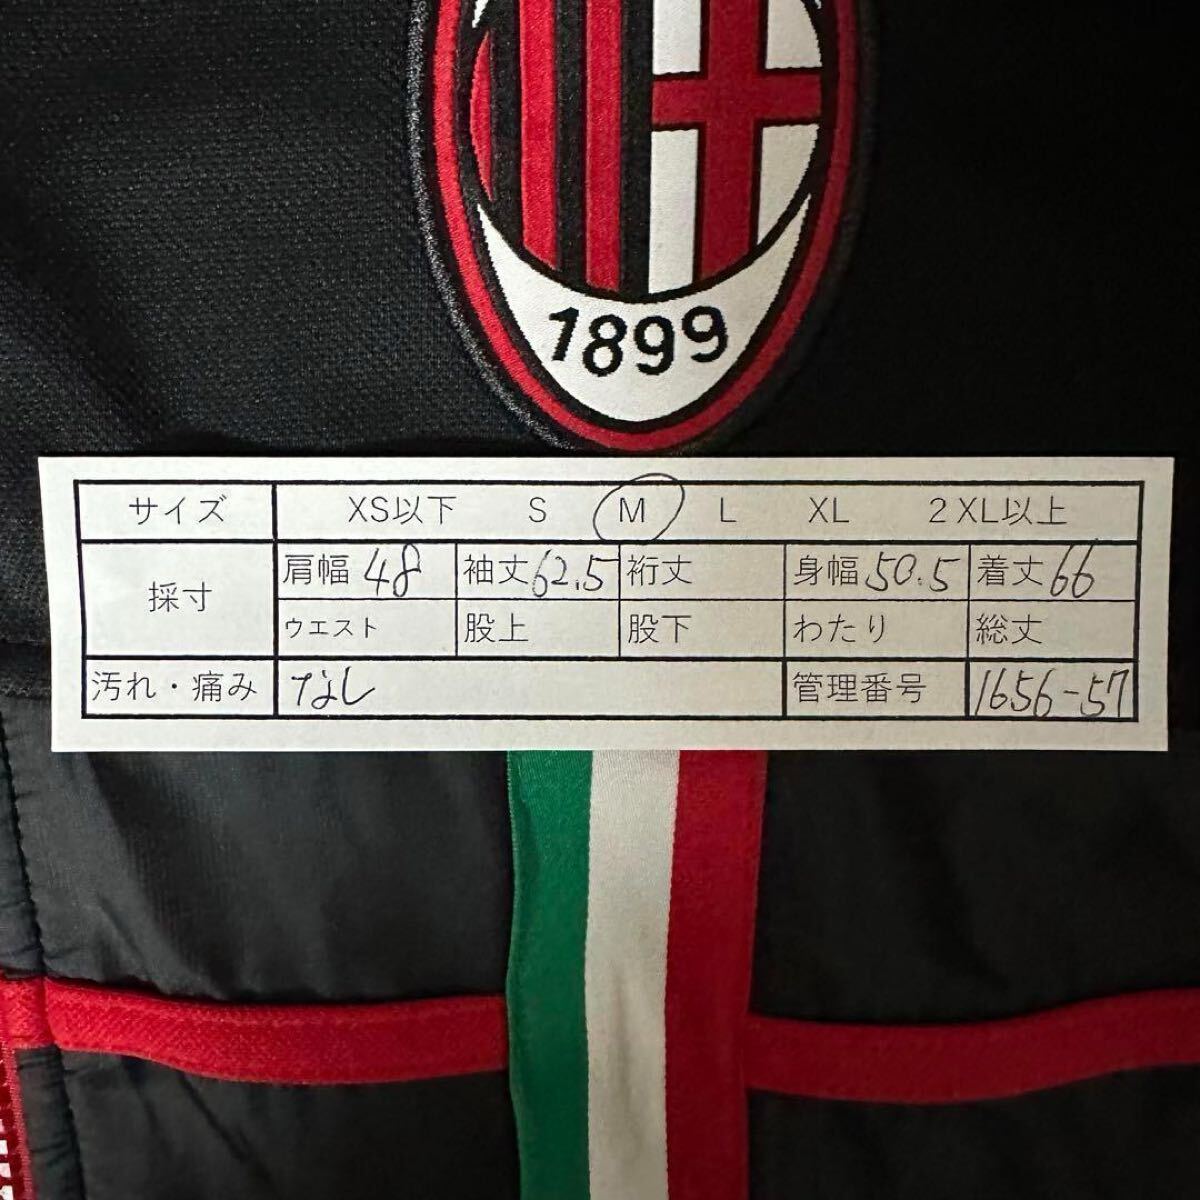 1899
サイズ XS以下 S M L XL 2XL以上
採寸 肩幅 48 袖丈 62.5 裄丈 身幅 50.5 着丈 66
ウエスト 股上 股下 わたり 総丈
汚れ・痛み なし 管理番号 1656-57